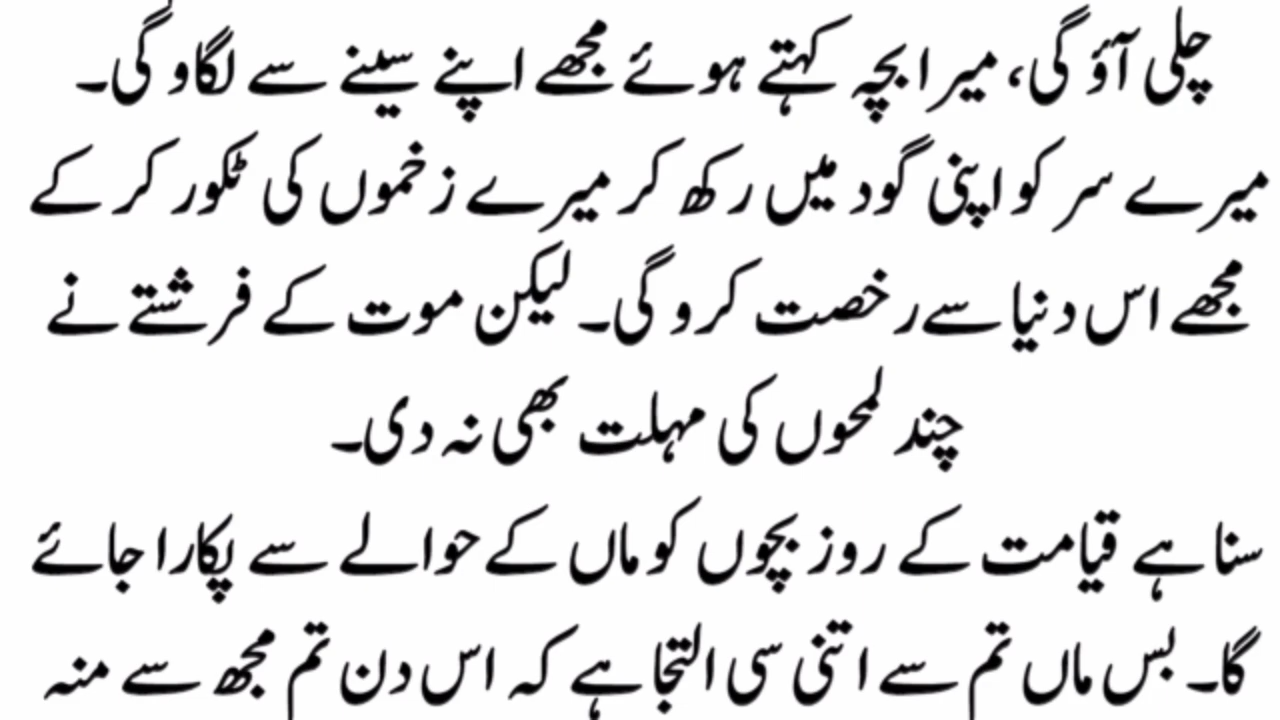 چلی آؤ گی، میرا بچہ کہتے ہوئے مجھے اپنے سینے سے لگاو گی۔
میرے سر کو اپنی گود میں رکھ کر میرے زخموں کی ٹکور کر کے
مجھے اس دنیا سے رخصت کرو گی۔ لیکن موت کے فرشتے نے
چند لمحوں کی مہلت بھی نہ دی۔
سنا ہے قیامت کے روز بچوں کو ماں کے حوالے سے پکارا جائے
گا۔ بس ماں تم سے اتنی سی التجا ہے کہ اس دن تم مجھ سے منہ